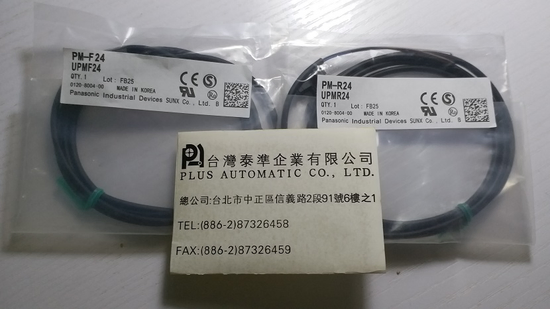 PM-F24
UPMF24
QTY. 1 Lot : FB25
0120-8004-00 MADE IN KOREA
Panasonic Industrial Devices SUNX Co., Ltd. B
PM-R24
UPMR24
QTY. 1 Lot : FB25
0120-8004-00 MADE IN KOREA
Panasonic Industrial Devices SUNX Co., Ltd. B
台灣泰準企業有限公司
PLUS AUTOMATIC CO., LTD.
總公司:台北市中正區信義路2段91號6樓之1
TEL:(886-2)87326458
FAX:(886-2)87326459